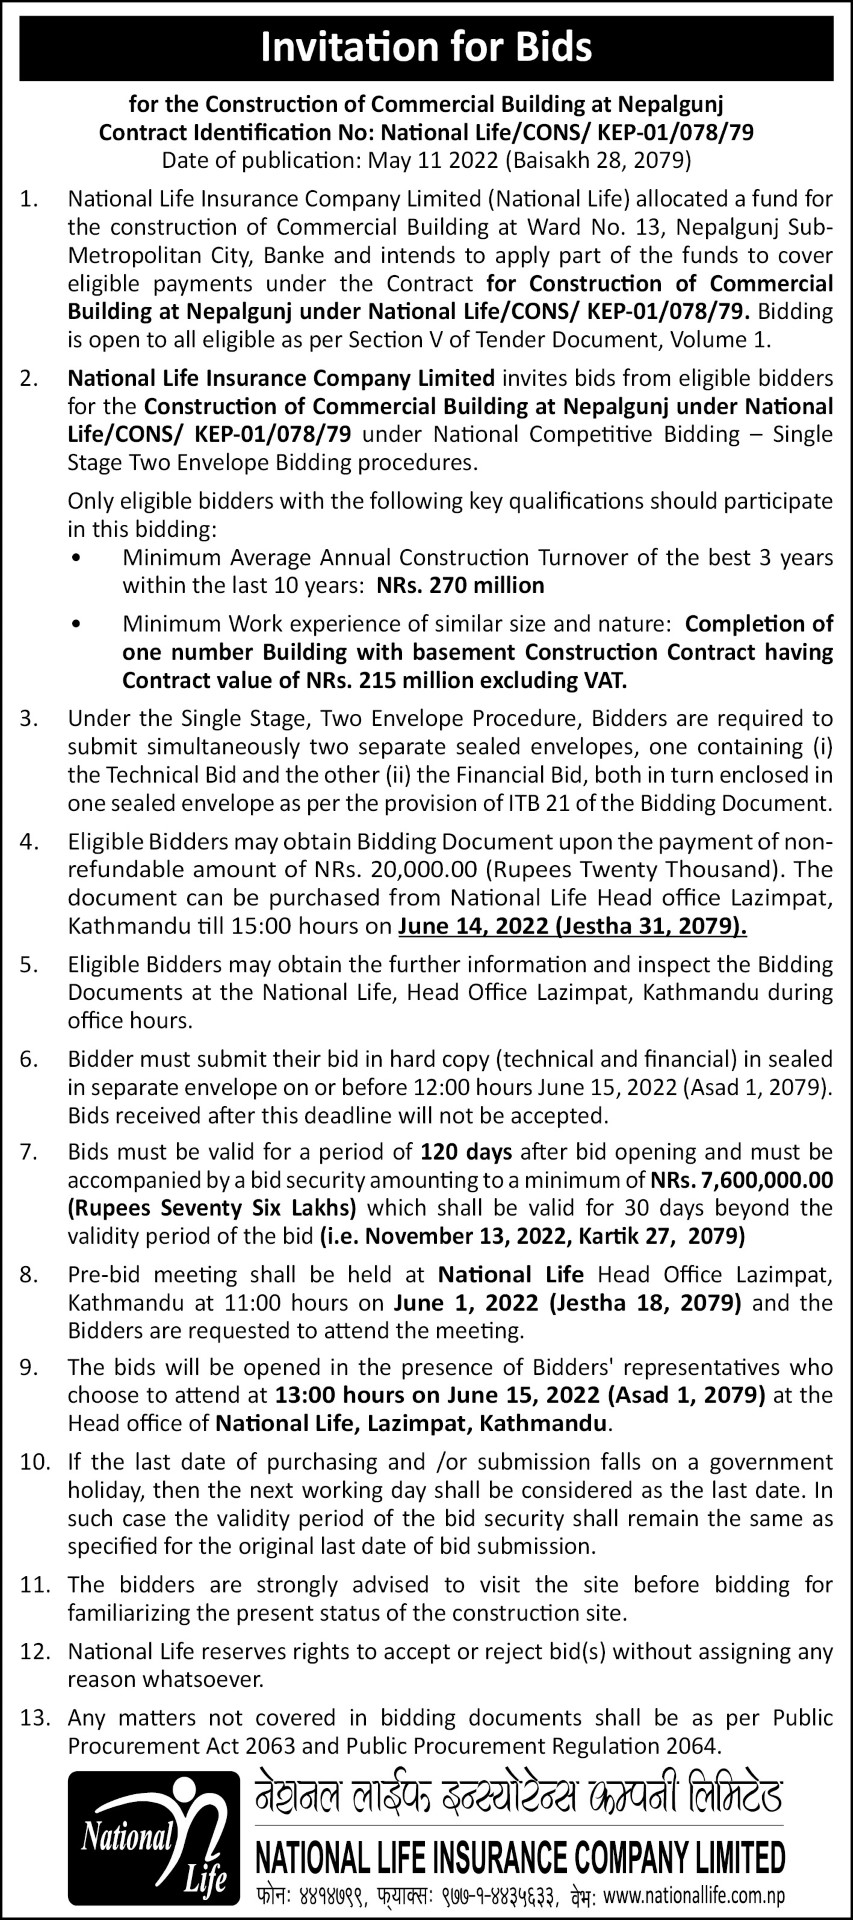 Invitation for Bids
for the Construction of Commercial Building at Nepalgunj
Contract Identification No: National Life/CONS/ KEP-01/078/79
Date of publication: May 11 2022 (Baisakh 28, 2079)
1. National Life Insurance Company Limited (National Life) allocated a fund for
the construction of Commercial Building at Ward No. 13, Nepalgunj Sub-
Metropolitan City, Banke and intends to apply part of the funds to cover
eligible payments under the Contract for Construction of Commercial
Building at Nepalgunj under National Life/CONS/ KEP-01/078/79. Bidding
is open to all eligible as per Section V of Tender Document, Volume 1.
2. National Life Insurance Company Limited invites bids from eligible bidders
for the Construction of Commercial Building at Nepalgunj under National
Life/CONS/ KEP-01/078/79 under National Competitive Bidding – Single
Stage Two Envelope Bidding procedures.
Only eligible bidders with the following key qualifications should participate
in this bidding:
• Minimum Average Annual Construction Turnover of the best 3 years
within the last 10 years: NRs. 270 million
• Minimum Work experience of similar size and nature: Completion of
one number Building with basement Construction Contract having
Contract value of NRs. 215 million excluding VAT.
3. Under the Single Stage, Two Envelope Procedure, Bidders are required to
submit simultaneously two separate sealed envelopes, one containing (i)
the Technical Bid and the other (ii) the Financial Bid, both in turn enclosed in
one sealed envelope as per the provision of ITB 21 of the Bidding Document.
4. Eligible Bidders may obtain Bidding Document upon the payment of non-
refundable amount of NRs. 20,000.00 (Rupees Twenty Thousand). The
document can be purchased from National Life Head office Lazimpat,
Kathmandu till 15:00 hours on June 14, 2022 (Jestha 31, 2079).
5. Eligible Bidders may obtain the further information and inspect the Bidding
Documents at the National Life, Head Office Lazimpat, Kathmandu during
office hours.
6. Bidder must submit their bid in hard copy (technical and financial) in sealed
in separate envelope on or before 12:00 hours June 15, 2022 (Asad 1, 2079).
Bids received after this deadline will not be accepted.
7. Bids must be valid for a period of 120 days after bid opening and must be
accompanied by a bid security amounting to a minimum of NRs. 7,600,000.00
(Rupees Seventy Six Lakhs) which shall be valid for 30 days beyond the
validity period of the bid (i.e. November 13, 2022, Kartik 27, 2079)
8. Pre-bid meeting shall be held at National Life Head Office Lazimpat,
Kathmandu at 11:00 hours on June 1, 2022 (Jestha 18, 2079) and the
Bidders are requested to attend the meeting.
9. The bids will be opened in the presence of Bidders' representatives who
choose to attend at 13:00 hours on June 15, 2022 (Asad 1, 2079) at the
Head office of National Life, Lazimpat, Kathmandu.
10. If the last date of purchasing and /or submission falls on a government
holiday, then the next working day shall be considered as the last date. In
such case the validity period of the bid security shall remain the same as
specified for the original last date of bid submission.
11. The bidders are strongly advised to visit the site before bidding for
familiarizing the present status of the construction site.
12. National Life reserves rights to accept or reject bid(s) without assigning any
reason whatsoever.
13. Any matters not covered in bidding documents shall be as per Public
Procurement Act 2063 and Public Procurement Regulation 2064.
National
Life
नेशनल लाईफ इन्स्योरेन्स कम्पनी लिमिटेड
NATIONAL LIFE INSURANCE COMPANY LIMITED
फोनः ४४१४७९९, फ्याक्सः ९७७-१-४४३५६३३, वेभः www.nationallife.com.np